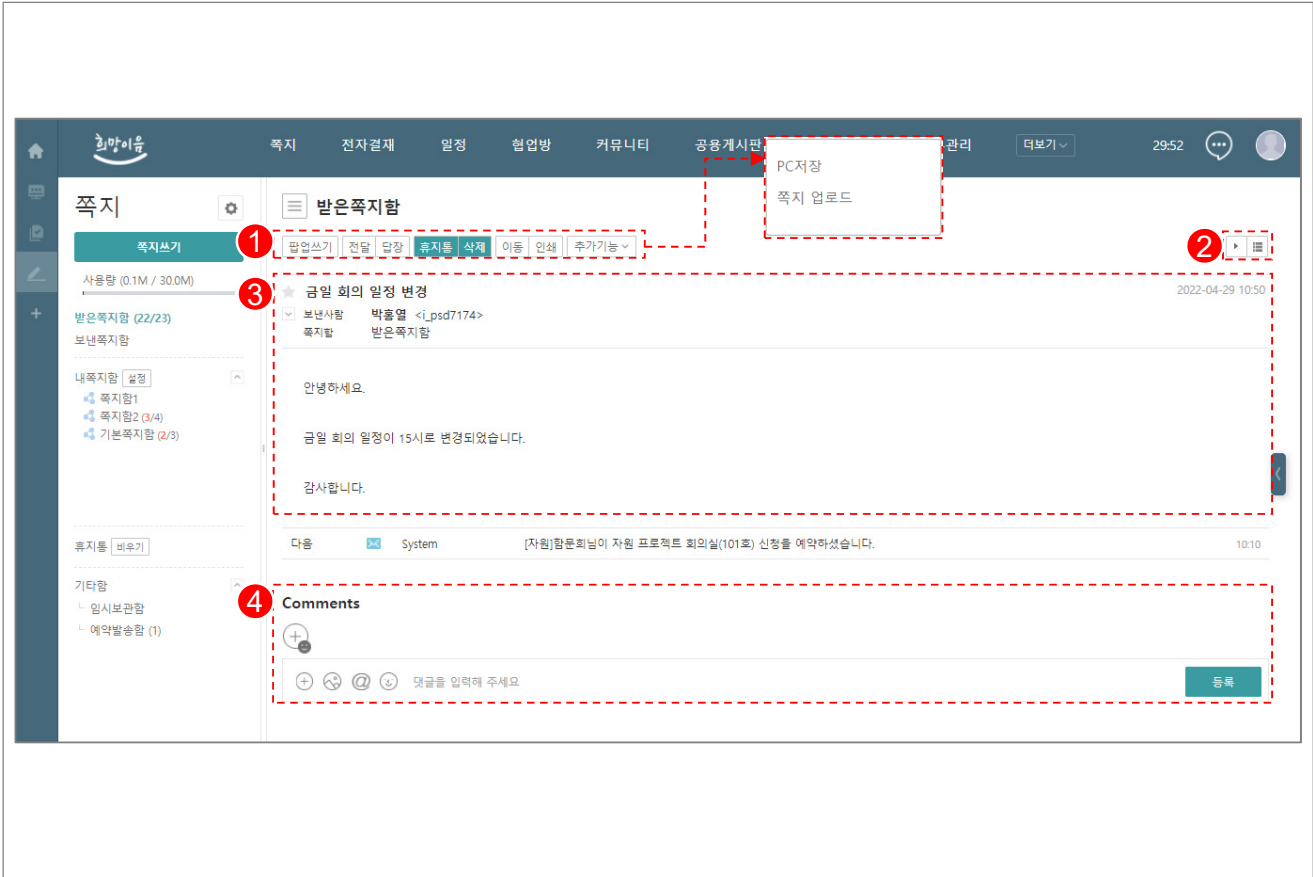 희망이음
쪽지 전자결재 일정 협업방 커뮤니티 공용게시판 관리 더보기 29:52
PC저장
쪽지 업로드
쪽지
쪽지쓰기
사용량 (0.1M / 30.0M)
받은쪽지함 (22/23)
보낸쪽지함
내쪽지함 설정
쪽지함1
쪽지함2 (3/4)
기본쪽지함 (2/3)
휴지통 비우기
기타함
임시보관함
예약발송함 (1)
받은쪽지함
1 팝업쓰기 전달 답장 휴지통 삭제 이동 인쇄 추가기능
2
3 금일 회의 일정 변경 2022-04-29 10:50
보낸사람 박홍열 <i_psd7174>
쪽지함 받은쪽지함
안녕하세요.
금일 회의 일정이 15시로 변경되었습니다.
감사합니다.
다음 System [자원]함문희님이 자원 프로젝트 회의실(101호) 신청을 예약하셨습니다. 10:10
4 Comments
댓글을 입력해 주세요 등록